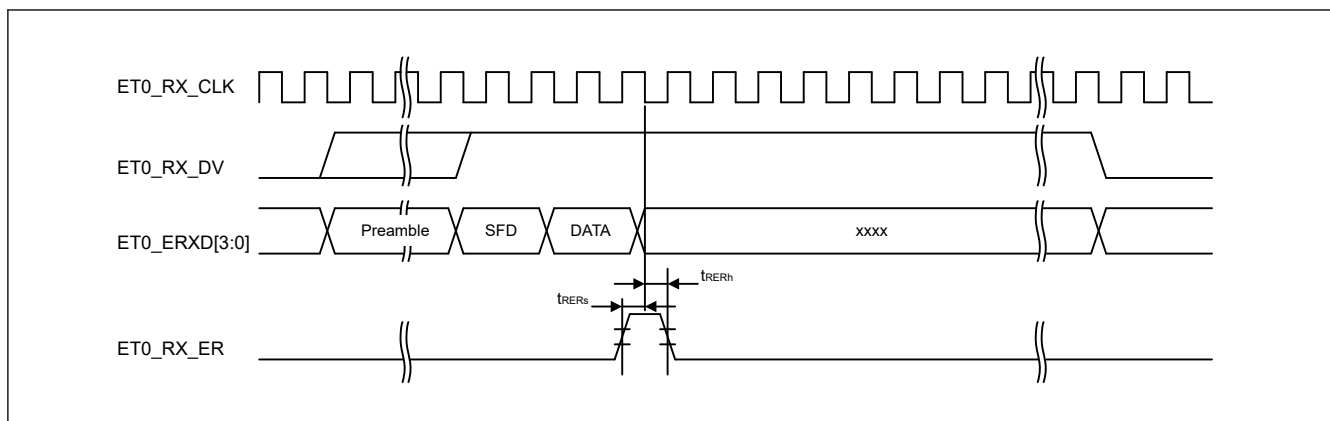 ET0_RX_CLK
ET0_RX_DV
ET0_ERXD[3:0]
Preamble SFD DATA xxxx
tRERs
tRERh
ET0_RX_ER